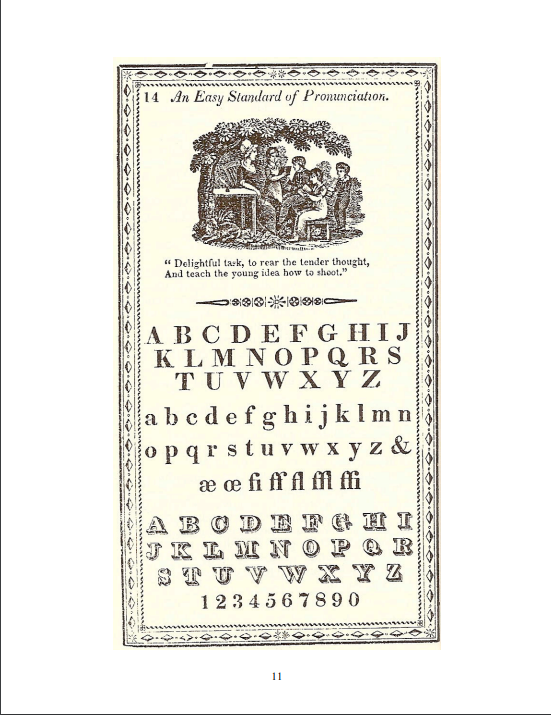 14 An Easy Standard of Pronunciation.
“ Delightful task, to rear the tender thought,
And teach the young idea how to shoot.”
A B C D E F G H I J
K L M N O P Q R S
T U V W X Y Z
a b c d e f g h i j k l m n
o p q r s t u v w x y z &
æ œ fi ff fl ffl ffi
A B C D E F G H I
J K L M N O P Q R
S T U V W X Y Z
1 2 3 4 5 6 7 8 9 0
11